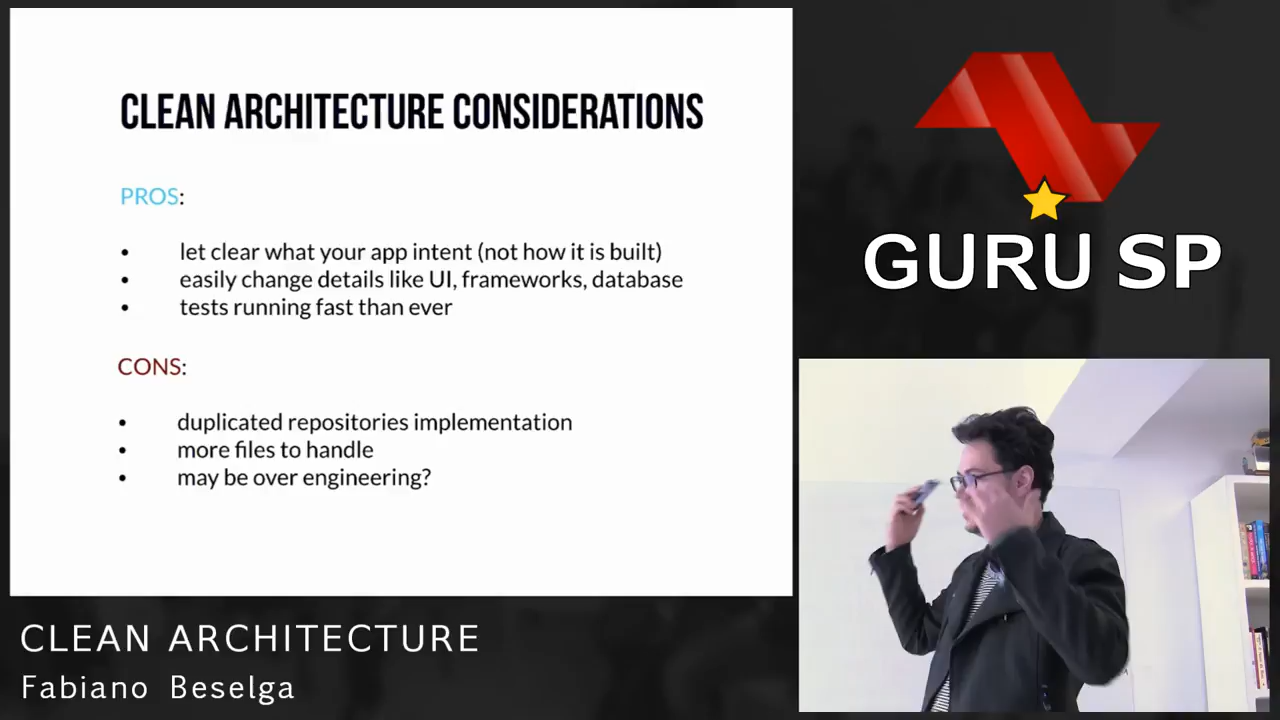 CLEAN ARCHITECTURE CONSIDERATIONS
PROS:
• let clear what your app intent (not how it is built)
• easily change details like UI, frameworks, database
• tests running fast than ever
CONS:
• duplicated repositories implementation
• more files to handle
• may be over engineering?
GURU SP
CLEAN ARCHITECTURE
Fabiano Beselga